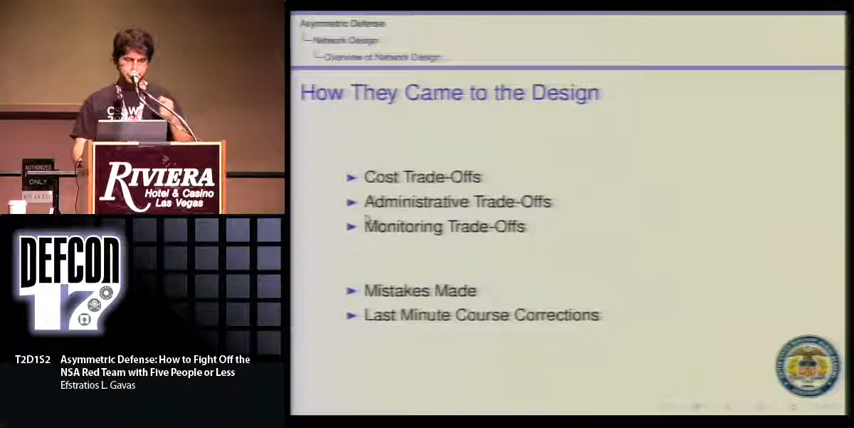 Asymmetric Defense
Network Design
Overview of Network Design
How They Came to the Design
Cost Trade-Offs
Administrative Trade-Offs
Monitoring Trade-Offs
Mistakes Made
Last Minute Course Corrections
AUTHORIZED
ONLY
RIVIERA
Hotel & Casino
Las Vegas
DEFCON
17
T2D1S2 Asymmetric Defense: How to Fight Off the
NSA Red Team with Five People or Less
Efstratios L. Gavas